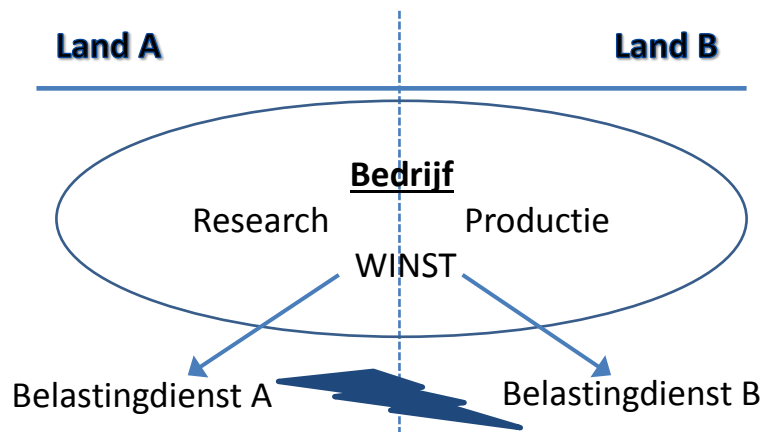 Land A Land B
Bedrijf
Research Productie
WINST
Belastingdienst A Belastingdienst B